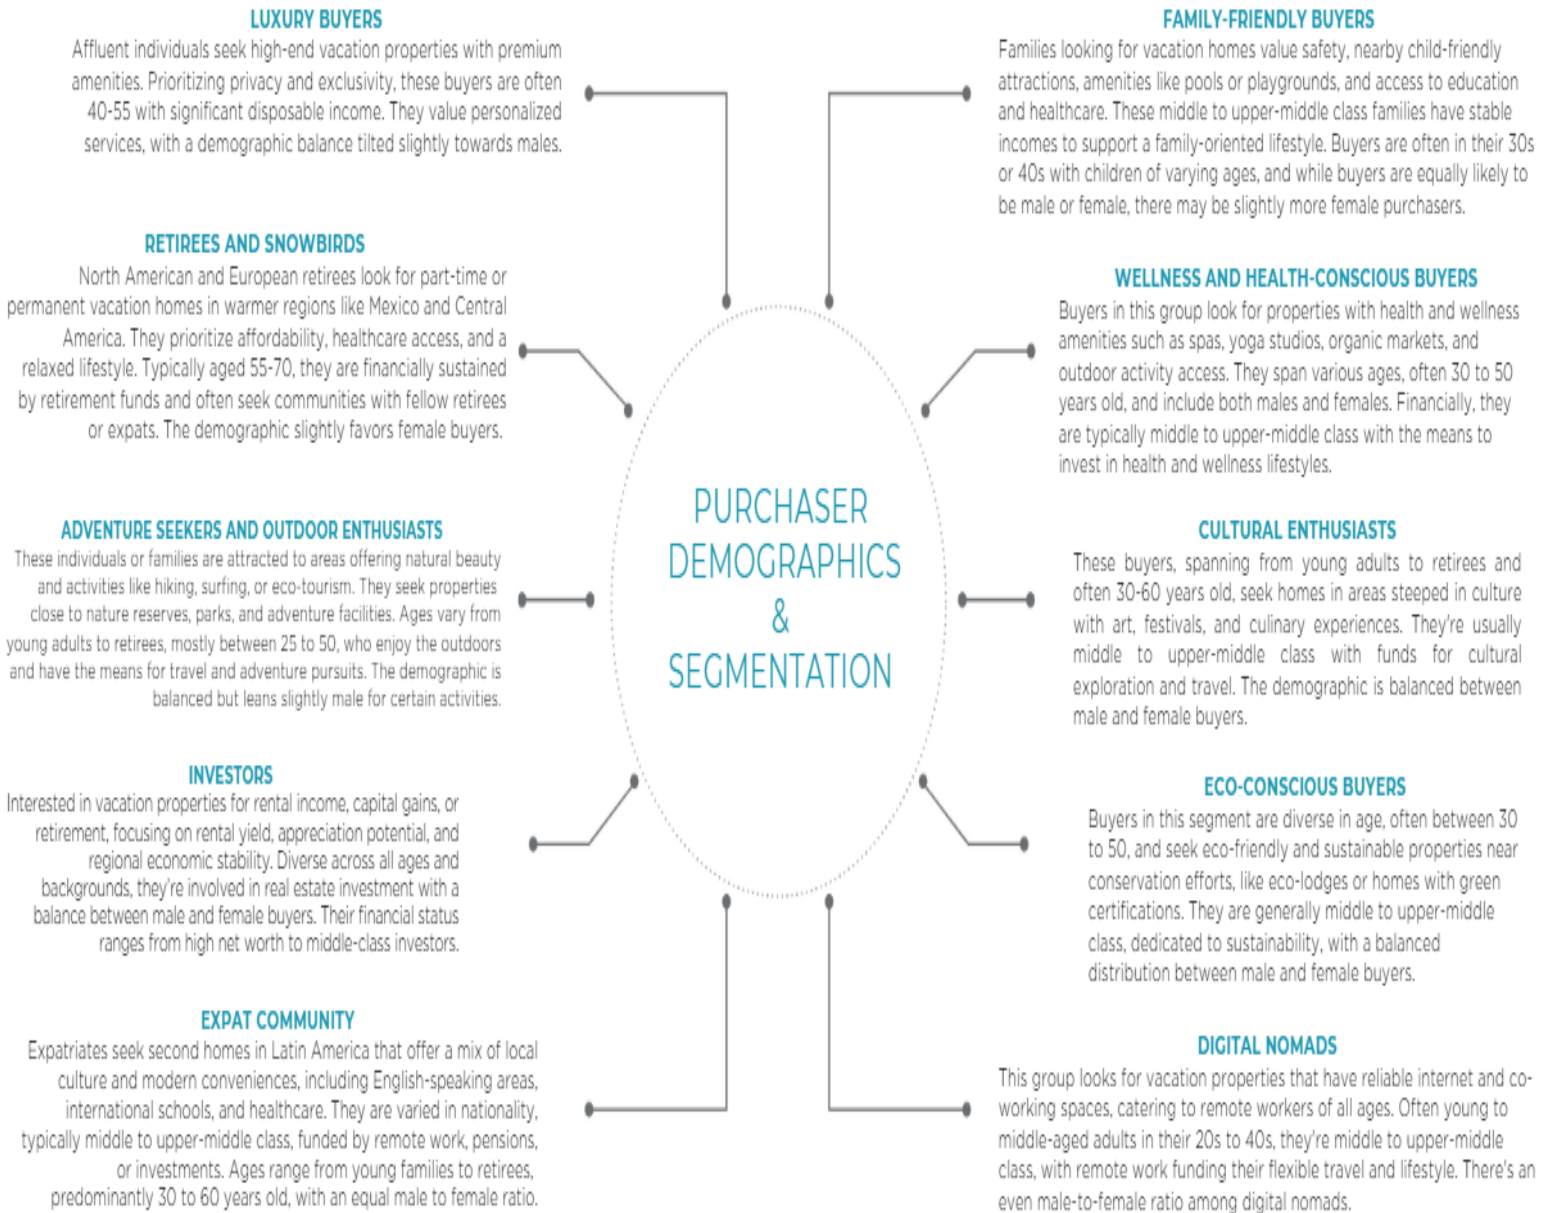 LUXURY BUYERS
Affluent individuals seek high-end vacation properties with premium
amenities. Prioritizing privacy and exclusivity, these buyers are often
40-55 with significant disposable income. They value personalized
services, with a demographic balance tilted slightly towards males.
RETIREES AND SNOWBIRDS
North American and European retirees look for part-time or
permanent vacation homes in warmer regions like Mexico and Central
America. They prioritize affordability, healthcare access, and a
relaxed lifestyle. Typically aged 55-70, they are financially sustained
by retirement funds and often seek communities with fellow retirees
or expats. The demographic slightly favors female buyers.
ADVENTURE SEEKERS AND OUTDOOR ENTHUSIASTS
These individuals or families are attracted to areas offering natural beauty
and activities like hiking, surfing, or eco-tourism. They seek properties
close to nature reserves, parks, and adventure facilities. Ages vary from
young adults to retirees, mostly between 25 to 50, who enjoy the outdoors
and have the means for travel and adventure pursuits. The demographic is
balanced but leans slightly male for certain activities.
INVESTORS
Interested in vacation properties for rental income, capital gains, or
retirement, focusing on rental yield, appreciation potential, and
regional economic stability. Diverse across all ages and
backgrounds, they're involved in real estate investment with a
balance between male and female buyers. Their financial status
ranges from high net worth to middle-class investors.
EXPAT COMMUNITY
Expatriates seek second homes in Latin America that offer a mix of local
culture and modern conveniences, including English-speaking areas,
international schools, and healthcare. They are varied in nationality,
typically middle to upper-middle class, funded by remote work, pensions,
or investments. Ages range from young families to retirees,
predominantly 30 to 60 years old, with an equal male to female ratio.
PURCHASER
DEMOGRAPHICS
&
SEGMENTATION
FAMILY-FRIENDLY BUYERS
Families looking for vacation homes value safety, nearby child-friendly
attractions, amenities like pools or playgrounds, and access to education
and healthcare. These middle to upper-middle class families have stable
incomes to support a family-oriented lifestyle. Buyers are often in their 30s
or 40s with children of varying ages, and while buyers are equally likely to
be male or female, there may be slightly more female purchasers.
WELLNESS AND HEALTH-CONSCIOUS BUYERS
Buyers in this group look for properties with health and wellness
amenities such as spas, yoga studios, organic markets, and
outdoor activity access. They span various ages, often 30 to 50
years old, and include both males and females. Financially, they
are typically middle to upper-middle class with the means to
invest in health and wellness lifestyles.
CULTURAL ENTHUSIASTS
These buyers, spanning from young adults to retirees and
often 30-60 years old, seek homes in areas steeped in culture
with art, festivals, and culinary experiences. They're usually
middle to upper-middle class with funds for cultural
exploration and travel. The demographic is balanced between
male and female buyers.
ECO-CONSCIOUS BUYERS
Buyers in this segment are diverse in age, often between 30
to 50, and seek eco-friendly and sustainable properties near
conservation efforts, like eco-lodges or homes with green
certifications. They are generally middle to upper-middle
class, dedicated to sustainability, with a balanced
distribution between male and female buyers.
DIGITAL NOMADS
This group looks for vacation properties that have reliable internet and co-
working spaces, catering to remote workers of all ages. Often young to
middle-aged adults in their 20s to 40s, they're middle to upper-middle
class, with remote work funding their flexible travel and lifestyle. There's an
even male-to-female ratio among digital nomads.